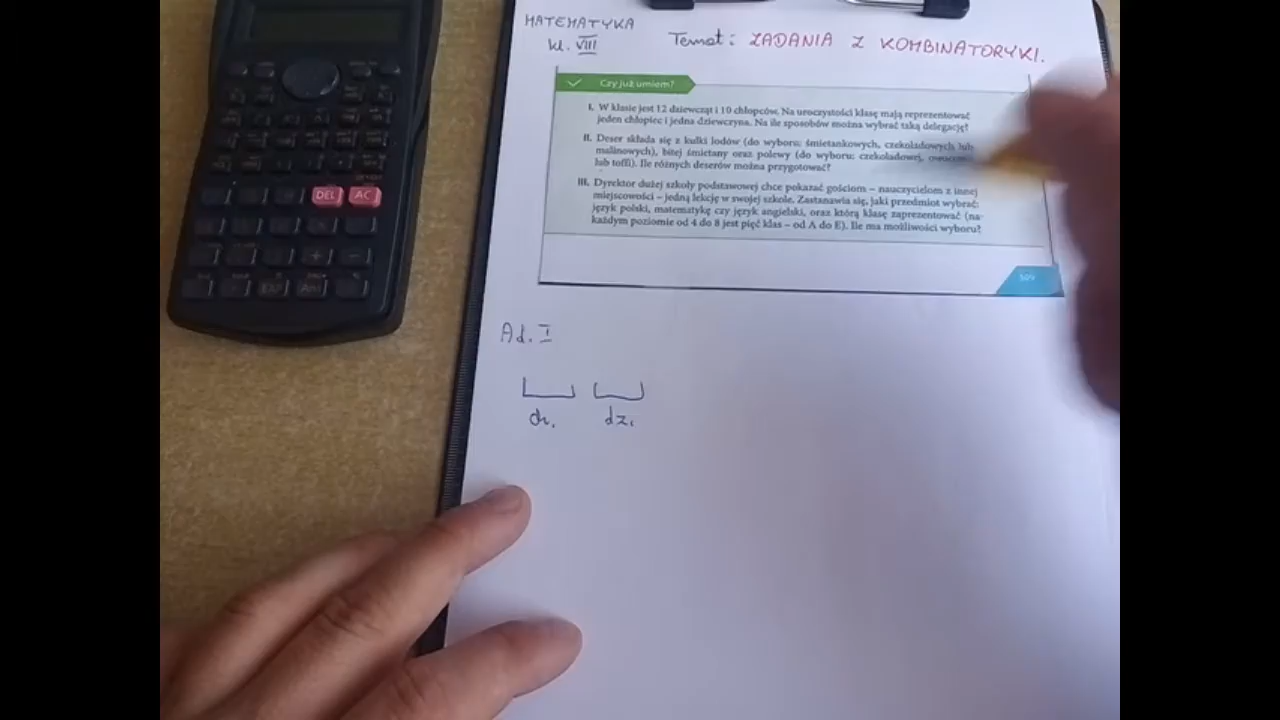 MATEMATYKA
kl. VIII
Temat: ZADANIA Z KOMBINATORYKI.
Czy już umiem?
I. W klasie jest 12 dziewcząt i 10 chłopców. Na uroczystości klasę mają reprezentować
jeden chłopiec i jedna dziewczyna. Na ile sposobów można wybrać taką delegację?
II. Deser składa się z kulki lodów (do wyboru: śmietankowych, czekoladowych lub
malinowych), bitej śmietany oraz polewy (do wyboru: czekoladowej,
lub toffi). Ile różnych deserów można przygotować?
III. Dyrektor dużej szkoły podstawowej chce pokazać gościom – nauczycielom z innej
miejscowości – jedną lekcję w swojej szkole. Zastanawia się, jaki przedmiot wybrać:
język polski, matematykę czy język angielski, oraz którą klasę zaprezentować (na
każdym poziomie od 4 do 8 jest pięć klas – od A do E). Ile ma możliwości wyboru?
Ad. I
ch. dz.
DEL AC
+ −
EXP Ans